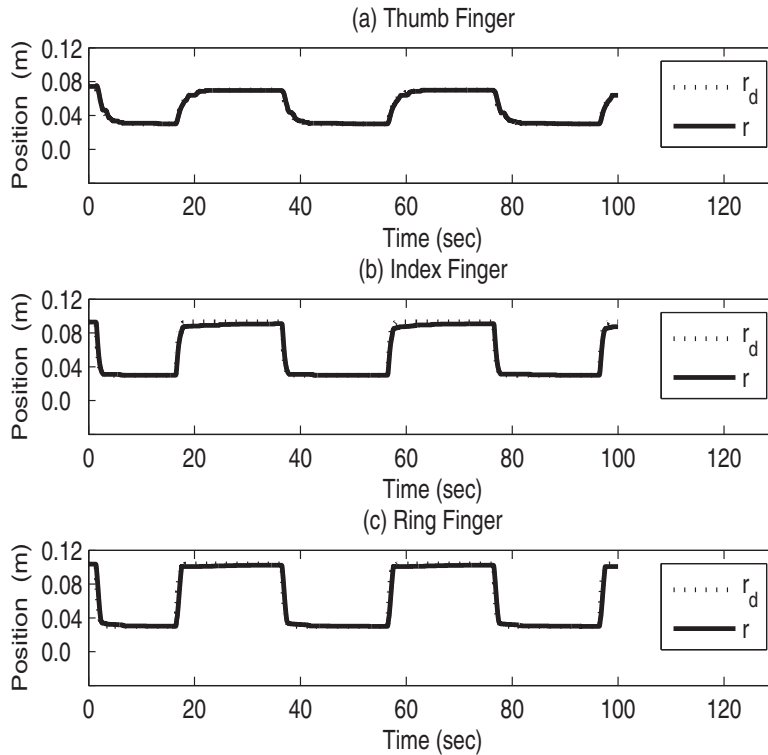 (a) Thumb Finger
Position (m)
0.12
0.08
0.04
0.0
0 20 40 60 80 100 120
Time (sec)
r_d
r
(b) Index Finger
Position (m)
0.12
0.08
0.04
0.0
0 20 40 60 80 100 120
Time (sec)
r_d
r
(c) Ring Finger
Position (m)
0.12
0.08
0.04
0.0
0 20 40 60 80 100 120
Time (sec)
r_d
r